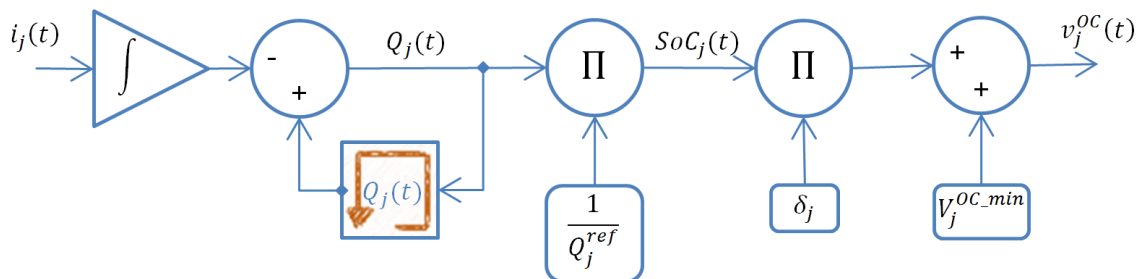 i_j(t)
∫
-
+
Q_j(t)
Q_j(t)
∏
1/Q_j^{ref}
SoC_j(t)
∏
δ_j
+
+
V_j^{OC_min}
v_j^{OC}(t)